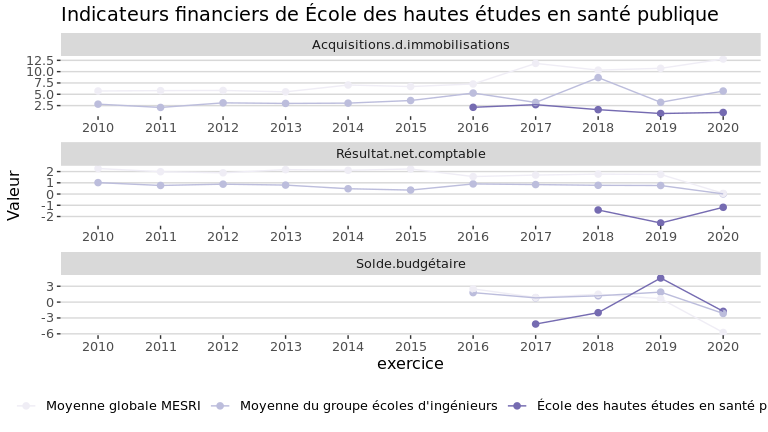 Indicateurs financiers de École des hautes études en santé publique
Acquisitions.d.immobilisations
12.5
10.0
7.5
5.0
2.5
2010 2011 2012 2013 2014 2015 2016 2017 2018 2019 2020
Résultat.net.comptable
2
1
0
-1
-2
2010 2011 2012 2013 2014 2015 2016 2017 2018 2019 2020
Solde.budgétaire
3
0
-3
-6
2010 2011 2012 2013 2014 2015 2016 2017 2018 2019 2020
Valeur
exercice
Moyenne globale MESRI Moyenne du groupe écoles d'ingénieurs École des hautes études en santé p